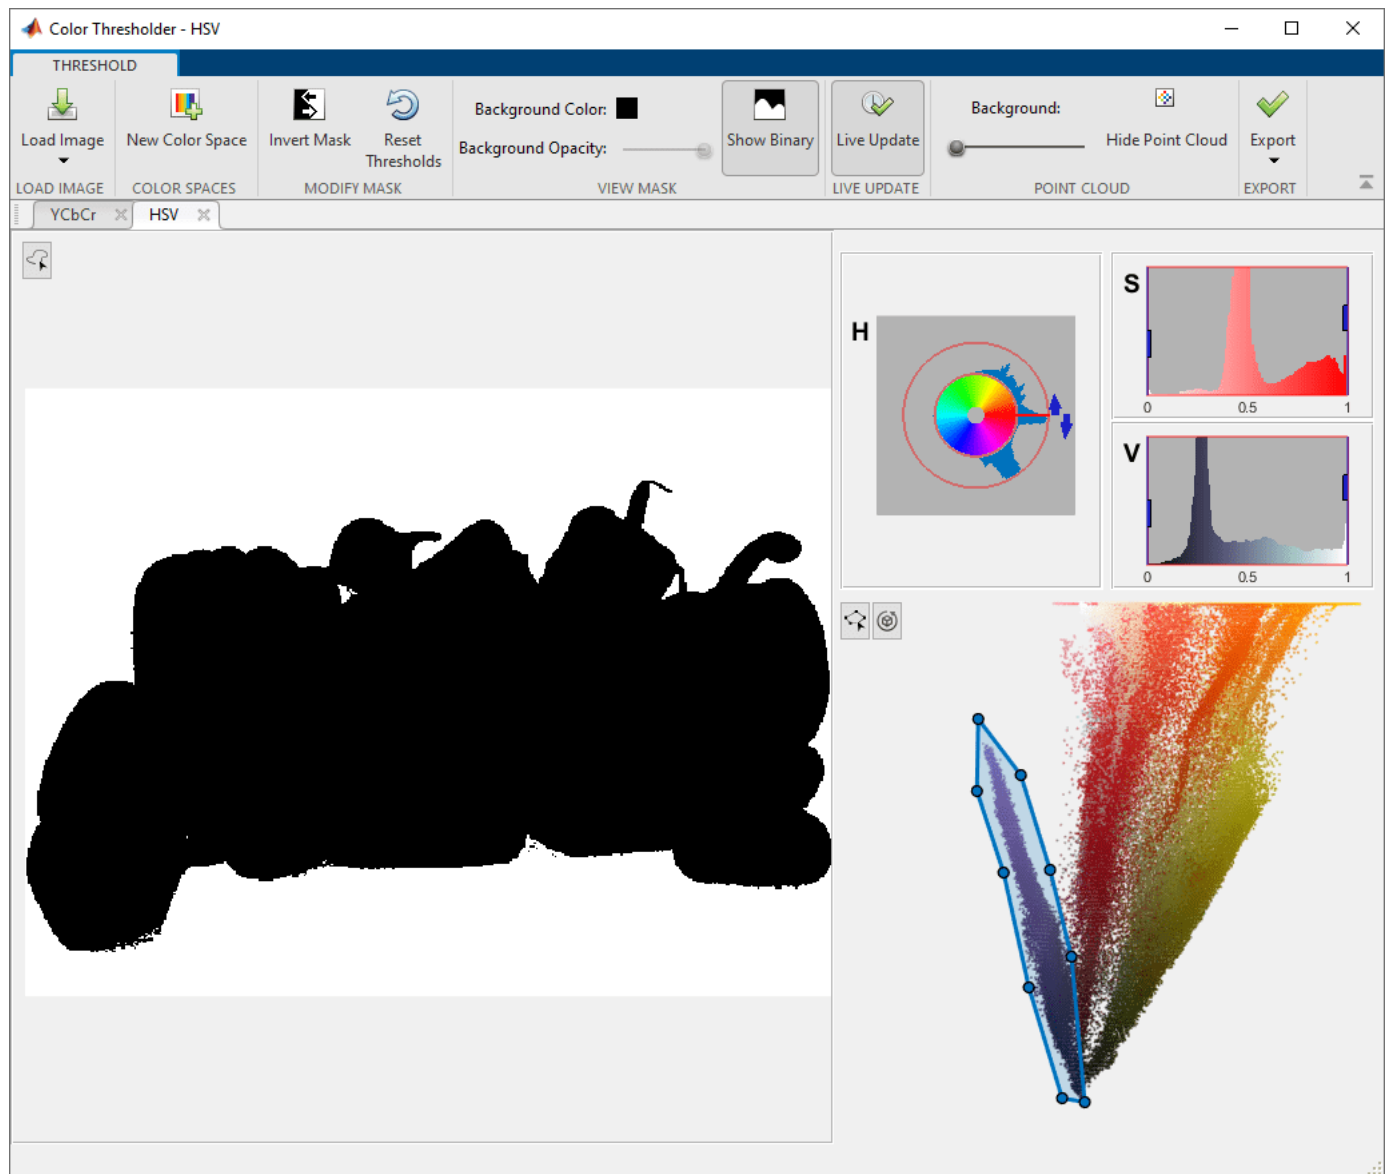 Color Thresholder - HSV
THRESHOLD
Load Image
New Color Space
Invert Mask
Reset
Thresholds
Background Color:
Background Opacity:
Show Binary
Live Update
Background:
Hide Point Cloud
Export
LOAD IMAGE
COLOR SPACES
MODIFY MASK
VIEW MASK
LIVE UPDATE
POINT CLOUD
EXPORT
YCbCr
HSV
H
S
0 0.5 1
V
0 0.5 1